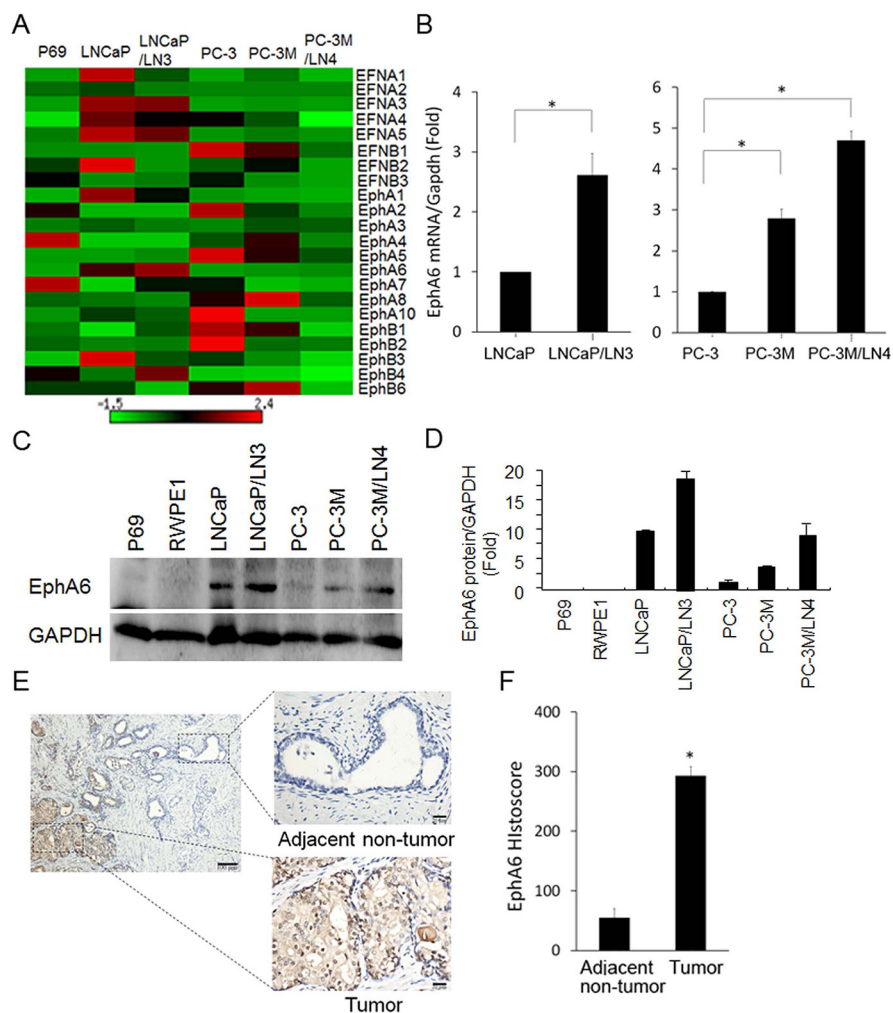 A
P69 LNCaP LNCaP/LN3 PC-3 PC-3M PC-3M/LN4
EFNA1
EFNA2
EFNA3
EFNA4
EFNA5
EFNB1
EFNB2
EFNB3
EphA1
EphA2
EphA3
EphA4
EphA5
EphA6
EphA7
EphA8
EphA10
EphB1
EphB2
EphB3
EphB4
EphB6
-1.5 2.4
B
EphA6 mRNA/Gapdh (Fold)
4
3
2
1
0
*
LNCaP LNCaP/LN3
6
5
4
3
2
1
0
*
*
PC-3 PC-3M PC-3M/LN4
C
P69 RWPE1 LNCaP LNCaP/LN3 PC-3 PC-3M PC-3M/LN4
EphA6
GAPDH
D
EphA6 protein/GAPDH
(Fold)
20
15
10
5
0
P69 RWPE1 LNCaP LNCaP/LN3 PC-3 PC-3M PC-3M/LN4
E
Adjacent non-tumor
Tumor
F
EphA6 Histoscore
400
300
200
100
0
*
Adjacent
non-tumor
Tumor